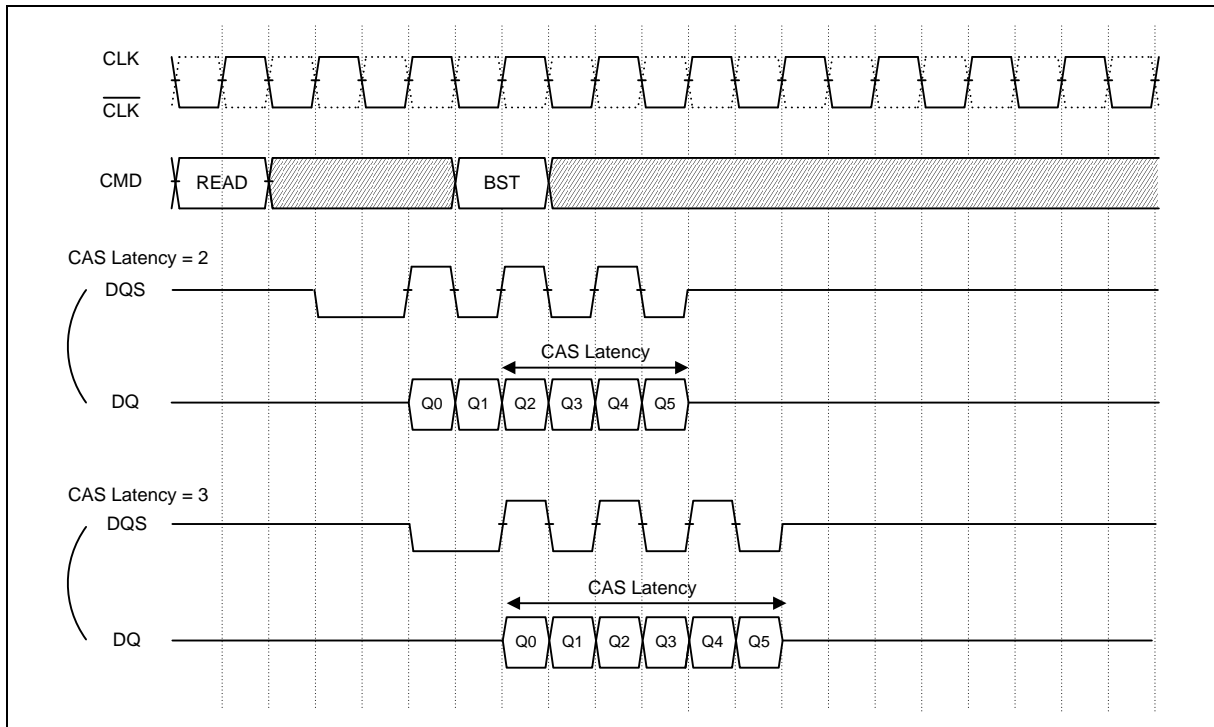 CLK
CLK
CMD
READ
BST
CAS Latency = 2
DQS
CAS Latency
DQ
Q0 Q1 Q2 Q3 Q4 Q5
CAS Latency = 3
DQS
CAS Latency
DQ
Q0 Q1 Q2 Q3 Q4 Q5